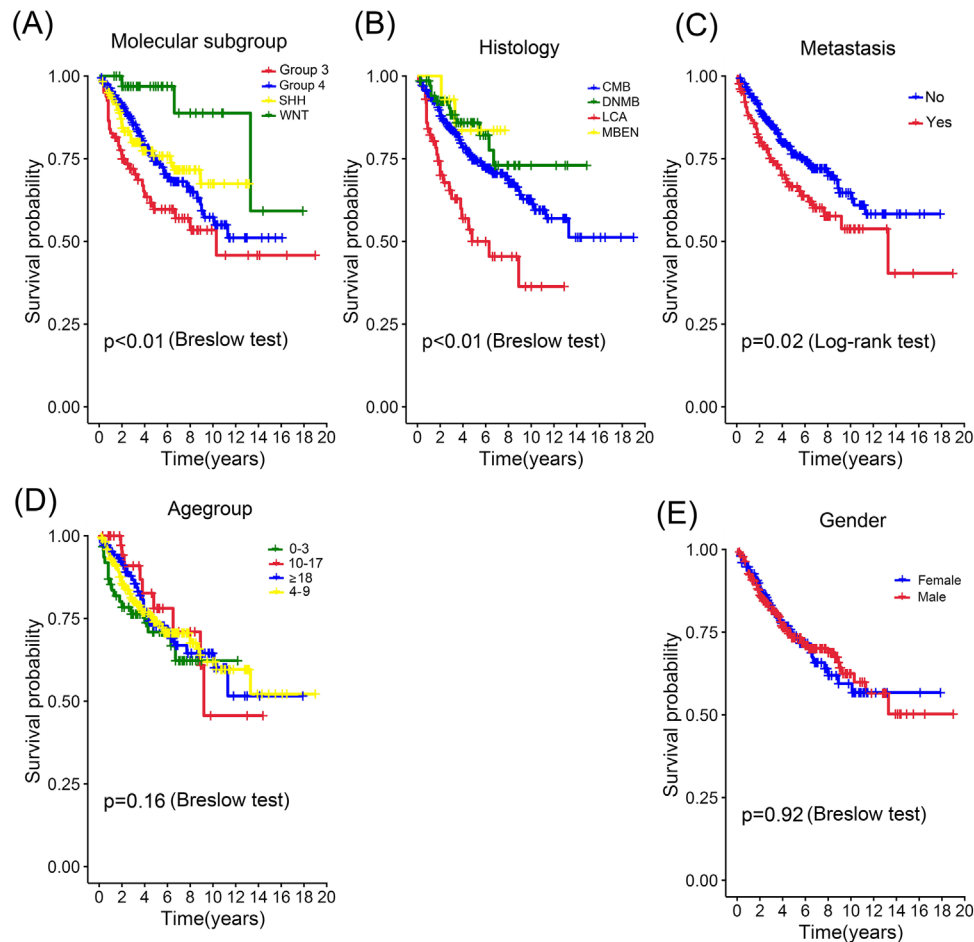 (A)
Molecular subgroup
Group 3
Group 4
SHH
WNT
1.00
0.75
0.50
0.25
0.00
Survival probability
p<0.01 (Breslow test)
0 2 4 6 8 10 12 14 16 18 20
Time(years)
(B)
Histology
CMB
DNMB
LCA
MBEN
1.00
0.75
0.50
0.25
0.00
Survival probability
p<0.01 (Breslow test)
0 2 4 6 8 10 12 14 16 18 20
Time(years)
(C)
Metastasis
No
Yes
1.00
0.75
0.50
0.25
0.00
Survival probability
p=0.02 (Log-rank test)
0 2 4 6 8 10 12 14 16 18 20
Time(years)
(D)
Agegroup
0-3
10-17
≥18
4-9
1.00
0.75
0.50
0.25
0.00
Survival probability
p=0.16 (Breslow test)
0 2 4 6 8 10 12 14 16 18 20
Time(years)
(E)
Gender
Female
Male
1.00
0.75
0.50
0.25
0.00
Survival probability
p=0.92 (Breslow test)
0 2 4 6 8 10 12 14 16 18 20
Time(years)